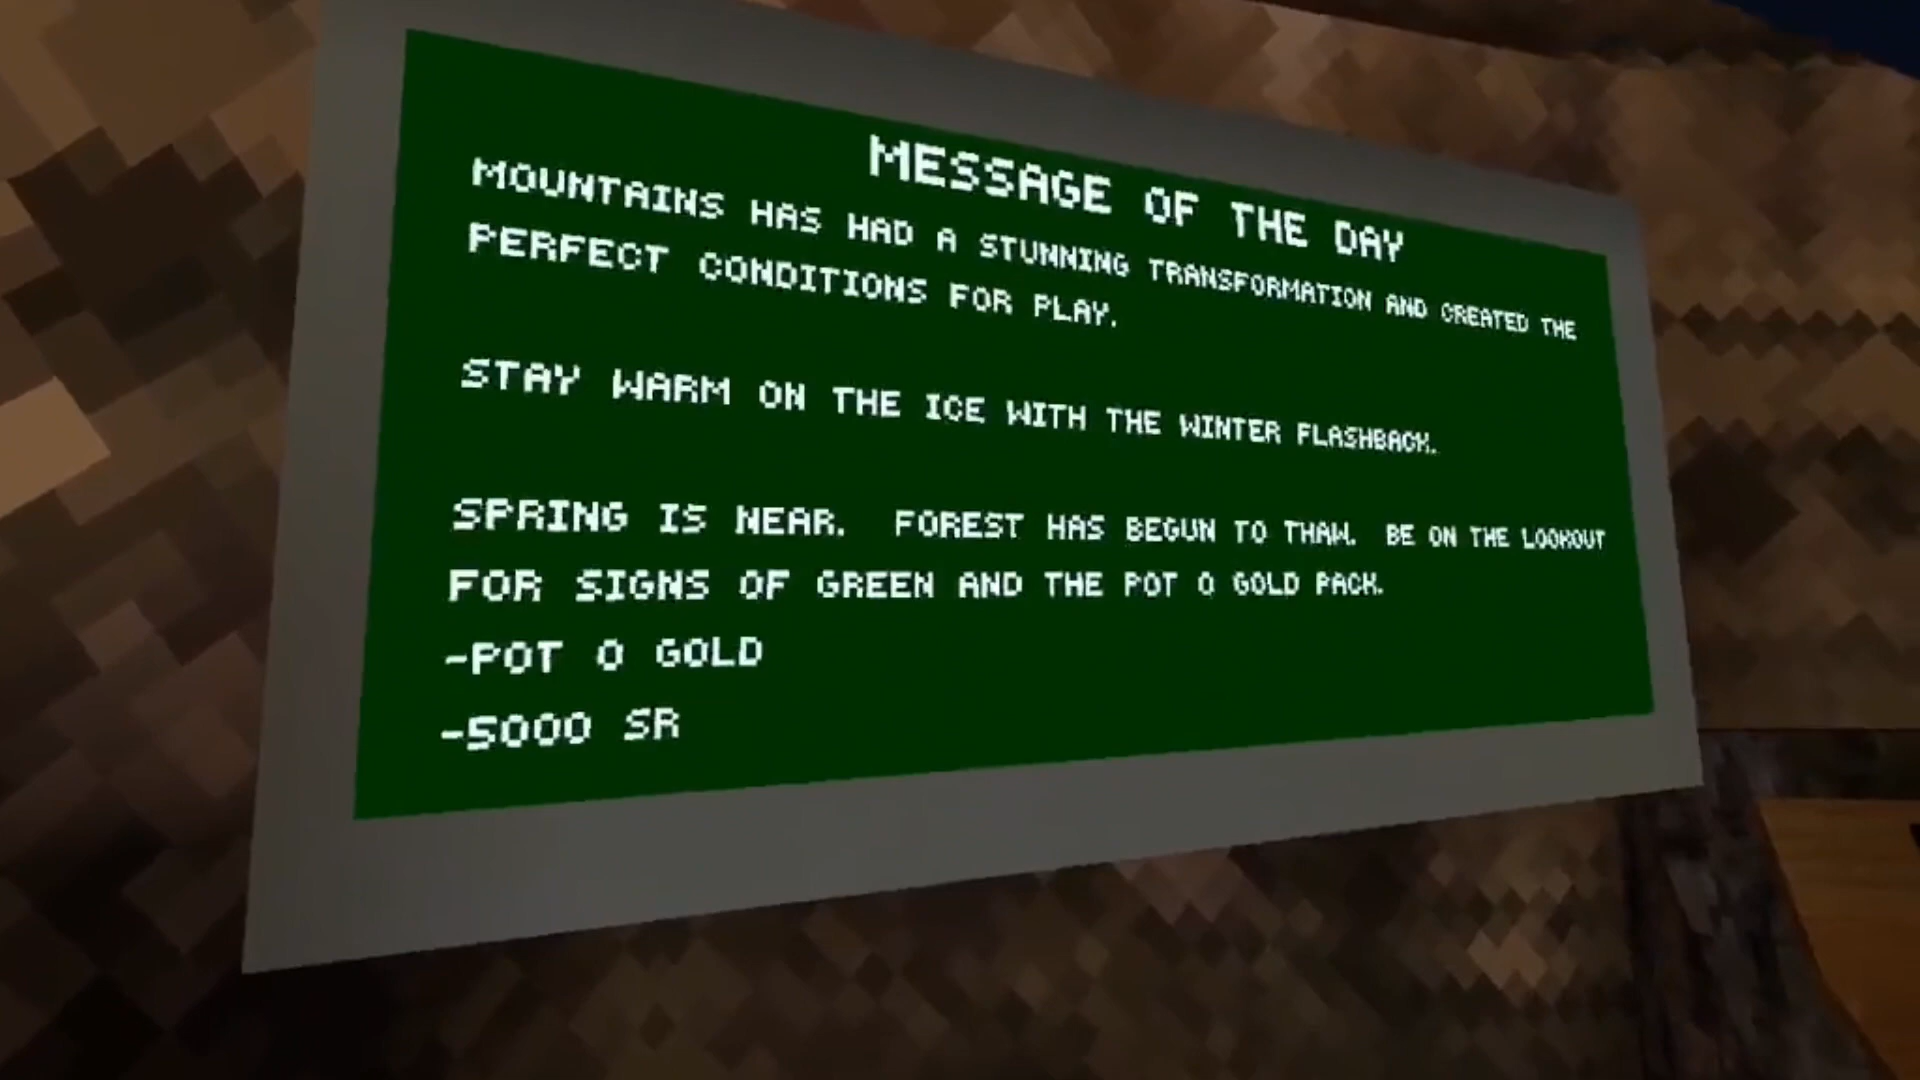 MESSAGE OF THE DAY
MOUNTAINS HAS HAD A STUNNING TRANSFORMATION AND CREATED THE
PERFECT CONDITIONS FOR PLAY.
STAY WARM ON THE ICE WITH THE WINTER FLASHBACK.
SPRING IS NEAR. FOREST HAS BEGUN TO THAW. BE ON THE LOOKOUT
FOR SIGNS OF GREEN AND THE POT O GOLD PACK.
-POT O GOLD
-5000 SR